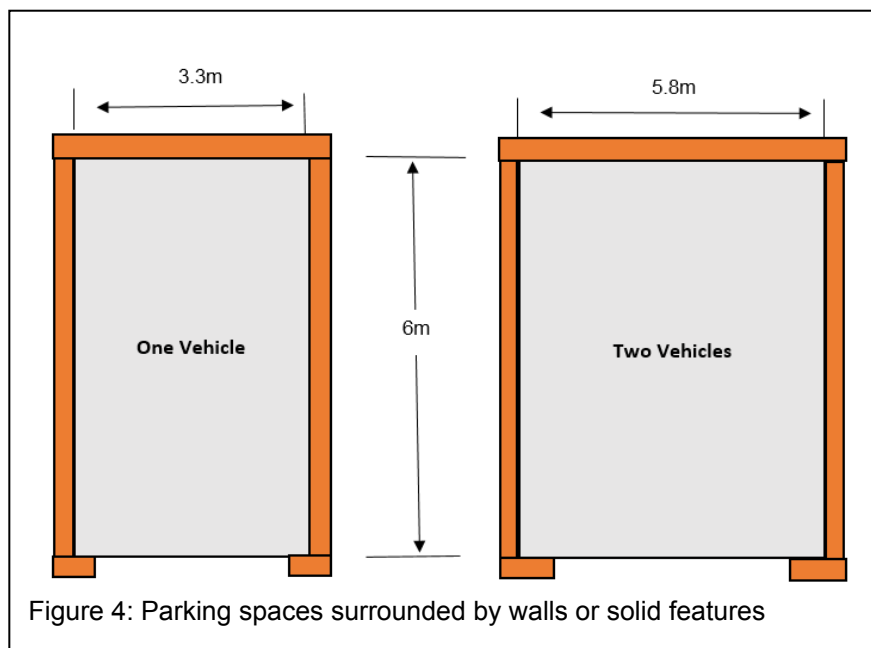 3.3m
5.8m
6m
One Vehicle
Two Vehicles
Figure 4: Parking spaces surrounded by walls or solid features